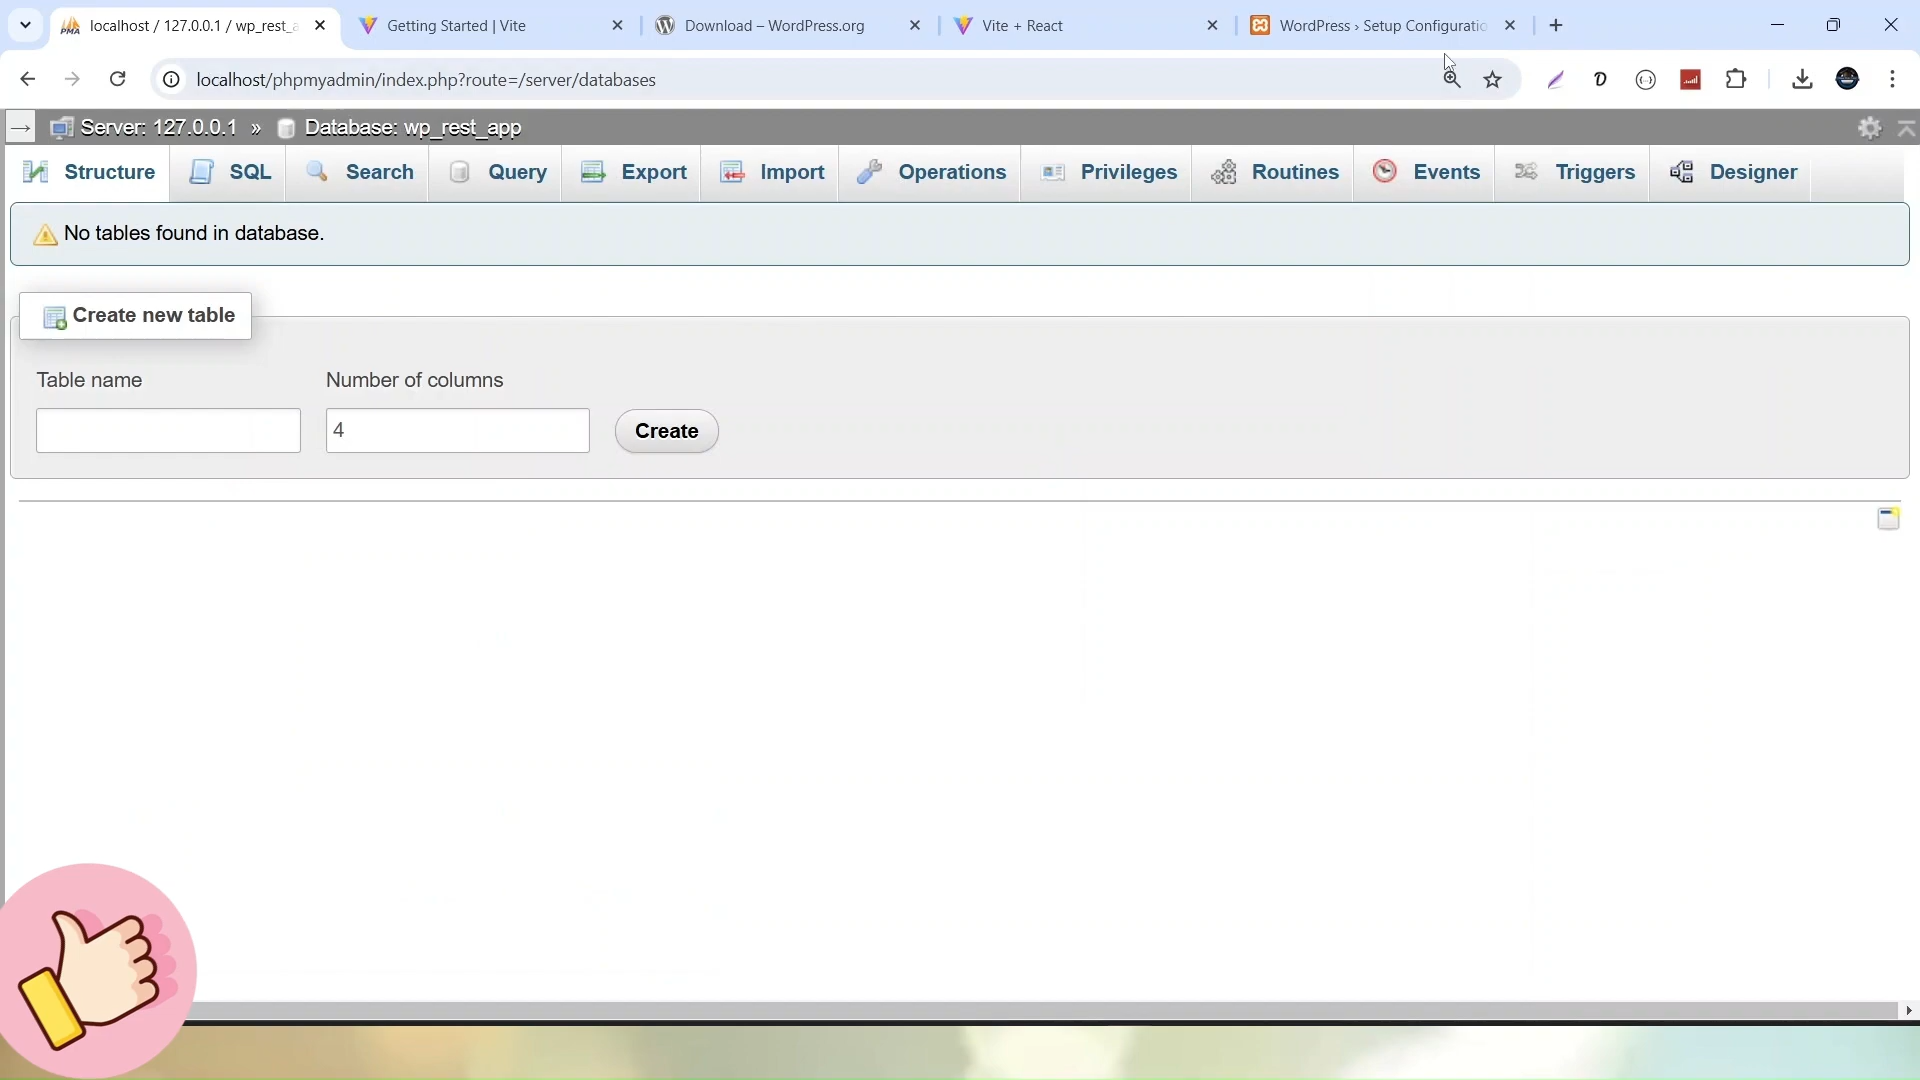 localhost / 127.0.0.1 / wp_rest_a
Getting Started | Vite
Download – WordPress.org
Vite + React
WordPress › Setup Configuratio
localhost/phpmyadmin/index.php?route=/server/databases
Server: 127.0.0.1 » Database: wp_rest_app
Structure
SQL
Search
Query
Export
Import
Operations
Privileges
Routines
Events
Triggers
Designer
No tables found in database.
Create new table
Table name
Number of columns
4
Create